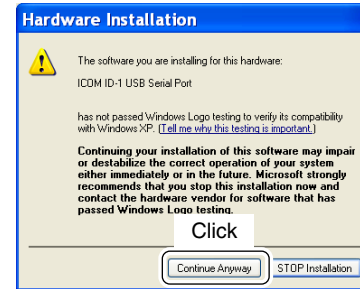 Hardware Installation
The software you are installing for this hardware:
ICOM ID-1 USB Serial Port
has not passed Windows Logo testing to verify its compatibility
with Windows XP. (Tell me why this testing is important.)
Continuing your installation of this software may impair
or destabilize the correct operation of your system
either immediately or in the future. Microsoft strongly
recommends that you stop this installation now and
contact the hardware vendor for software that has
passed Windows Logo testing.
Click
Continue Anyway STOP Installation